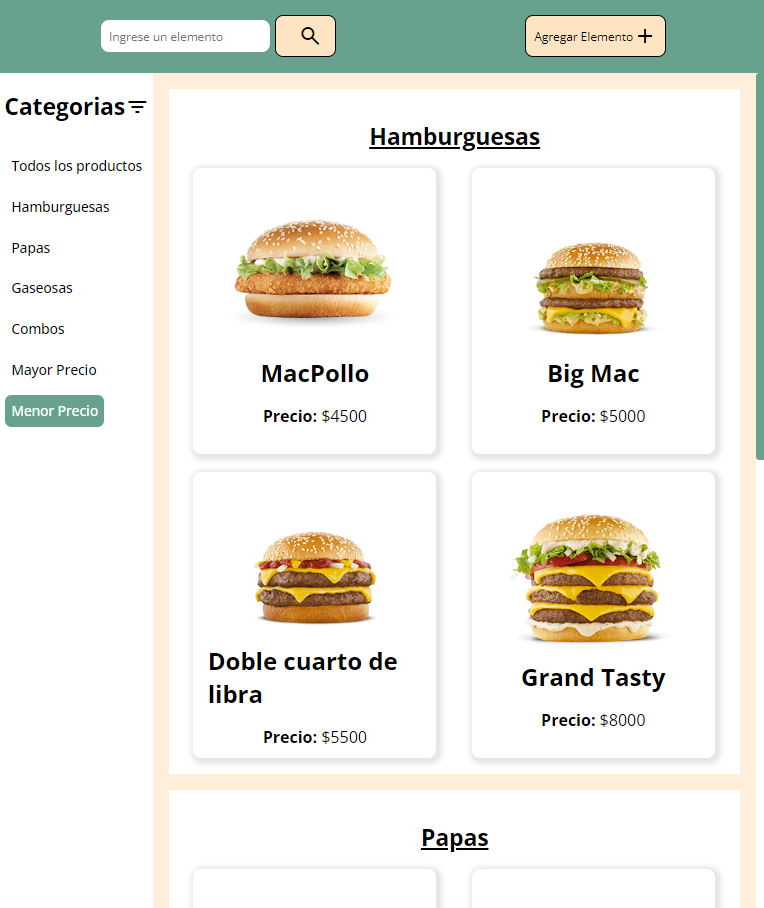 Ingrese un elemento
Agregar Elemento
Categorias
Todos los productos
Hamburguesas
Papas
Gaseosas
Combos
Mayor Precio
Menor Precio
Hamburguesas
MacPollo
Precio: $4500
Big Mac
Precio: $5000
Doble cuarto de
libra
Precio: $5500
Grand Tasty
Precio: $8000
Papas